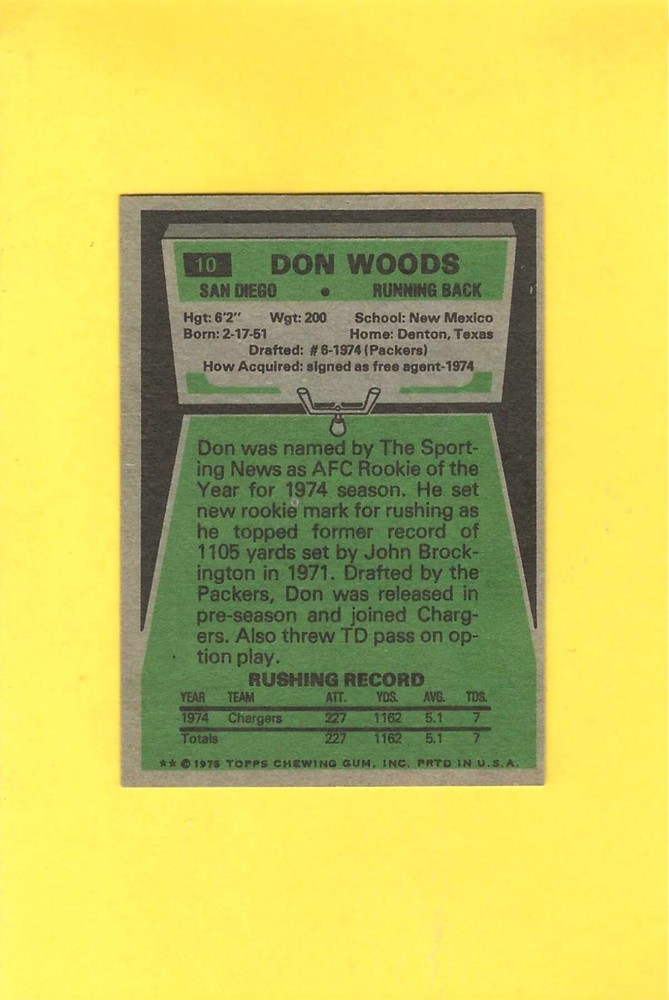 10 DON WOODS
SAN DIEGO • RUNNING BACK
Hgt: 6'2" Wgt: 200 School: New Mexico
Born: 2-17-51 Home: Denton, Texas
Drafted: #6-1974 (Packers)
How Acquired: signed as free agent-1974
Don was named by The Sport-
ing News as AFC Rookie of the
Year for 1974 season. He set
new rookie mark for rushing as
he topped former record of
1105 yards set by John Brock-
ington in 1971. Drafted by the
Packers, Don was released in
pre-season and joined Charg-
ers. Also threw TD pass on op-
tion play.
RUSHING RECORD
YEAR TEAM ATT. YDS. AVG. TDS.
1974 Chargers 227 1162 5.1 7
Totals 227 1162 5.1 7
** © 1975 TOPPS CHEWING GUM, INC. PRTD IN U.S.A.